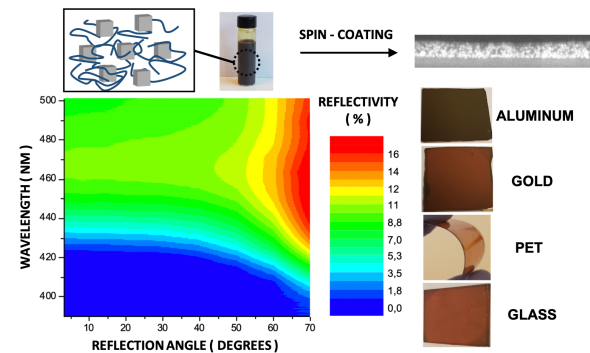 SPIN - COATING
REFLECTIVITY
( % )
16
14
12
11
8,8
7,0
5,3
3,5
1,8
0,0
WAVELENGTH ( NM )
500
480
460
440
420
400
10 20 30 40 50 60 70
REFLECTION ANGLE ( DEGREES )
ALUMINUM
GOLD
PET
GLASS